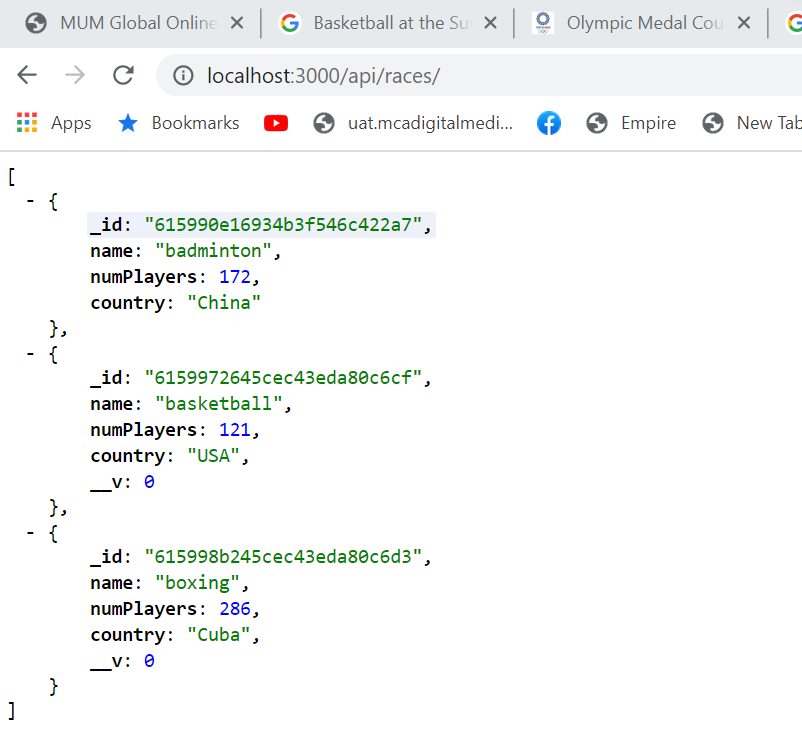 MUM Global Online
Basketball at the Su
Olympic Medal Cou
localhost:3000/api/races/
Apps
Bookmarks
uat.mcadigitalmedi...
Empire
New Tab
[
- {
_id: "615990e16934b3f546c422a7",
name: "badminton",
numPlayers: 172,
country: "China"
},
- {
_id: "6159972645cec43eda80c6cf",
name: "basketball",
numPlayers: 121,
country: "USA",
__v: 0
},
- {
_id: "615998b245cec43eda80c6d3",
name: "boxing",
numPlayers: 286,
country: "Cuba",
__v: 0
}
]